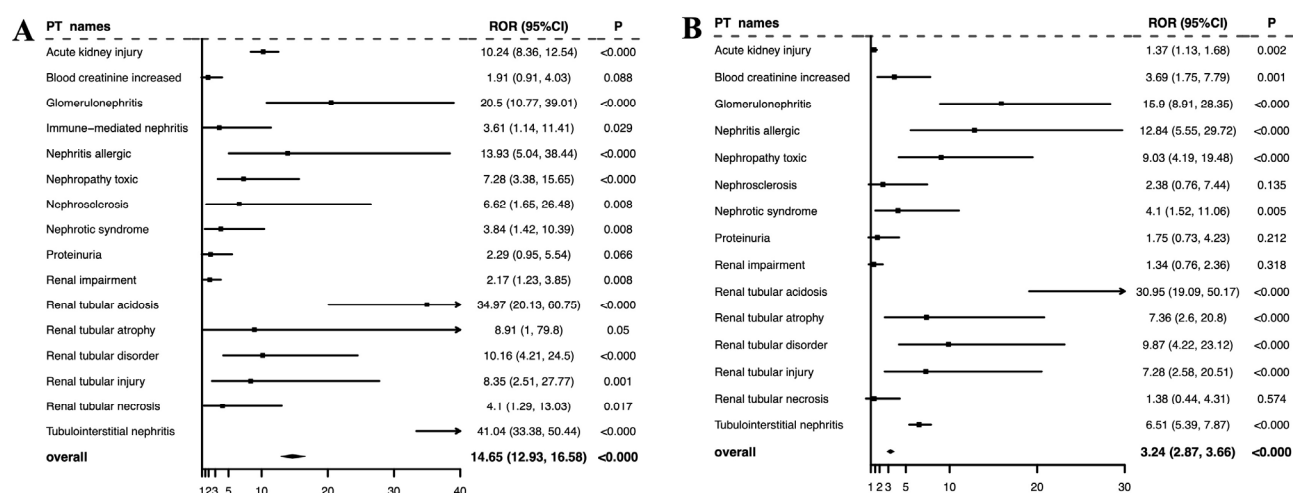 A
PT names ROR (95%CI) P
Acute kidney injury 10.24 (8.36, 12.54) <0.000
Blood creatinine increased 1.91 (0.91, 4.03) 0.088
Glomerulonephritis 20.5 (10.77, 39.01) <0.000
Immune−mediated nephritis 3.61 (1.14, 11.41) 0.029
Nephritis allergic 13.93 (5.04, 38.44) <0.000
Nephropathy toxic 7.28 (3.38, 15.65) <0.000
Nephrosclerosis 6.62 (1.65, 26.48) 0.008
Nephrotic syndrome 3.84 (1.42, 10.39) 0.008
Proteinuria 2.29 (0.95, 5.54) 0.066
Renal impairment 2.17 (1.23, 3.85) 0.008
Renal tubular acidosis 34.97 (20.13, 60.75) <0.000
Renal tubular atrophy 8.91 (1, 79.8) 0.05
Renal tubular disorder 10.16 (4.21, 24.5) <0.000
Renal tubular injury 8.35 (2.51, 27.77) 0.001
Renal tubular necrosis 4.1 (1.29, 13.03) 0.017
Tubulointerstitial nephritis 41.04 (33.38, 50.44) <0.000
overall 14.65 (12.93, 16.58) <0.000
1 2 3 5 10 20 30 40
B
PT names ROR (95%CI) P
Acute kidney injury 1.37 (1.13, 1.68) 0.002
Blood creatinine increased 3.69 (1.75, 7.79) 0.001
Glomerulonephritis 15.9 (8.91, 28.35) <0.000
Nephritis allergic 12.84 (5.55, 29.72) <0.000
Nephropathy toxic 9.03 (4.19, 19.48) <0.000
Nephrosclerosis 2.38 (0.76, 7.44) 0.135
Nephrotic syndrome 4.1 (1.52, 11.06) 0.005
Proteinuria 1.75 (0.73, 4.23) 0.212
Renal impairment 1.34 (0.76, 2.36) 0.318
Renal tubular acidosis 30.95 (19.09, 50.17) <0.000
Renal tubular atrophy 7.36 (2.6, 20.8) <0.000
Renal tubular disorder 9.87 (4.22, 23.12) <0.000
Renal tubular injury 7.28 (2.58, 20.51) <0.000
Renal tubular necrosis 1.38 (0.44, 4.31) 0.574
Tubulointerstitial nephritis 6.51 (5.39, 7.87) <0.000
overall 3.24 (2.87, 3.66) <0.000
1 2 3 5 10 20 30